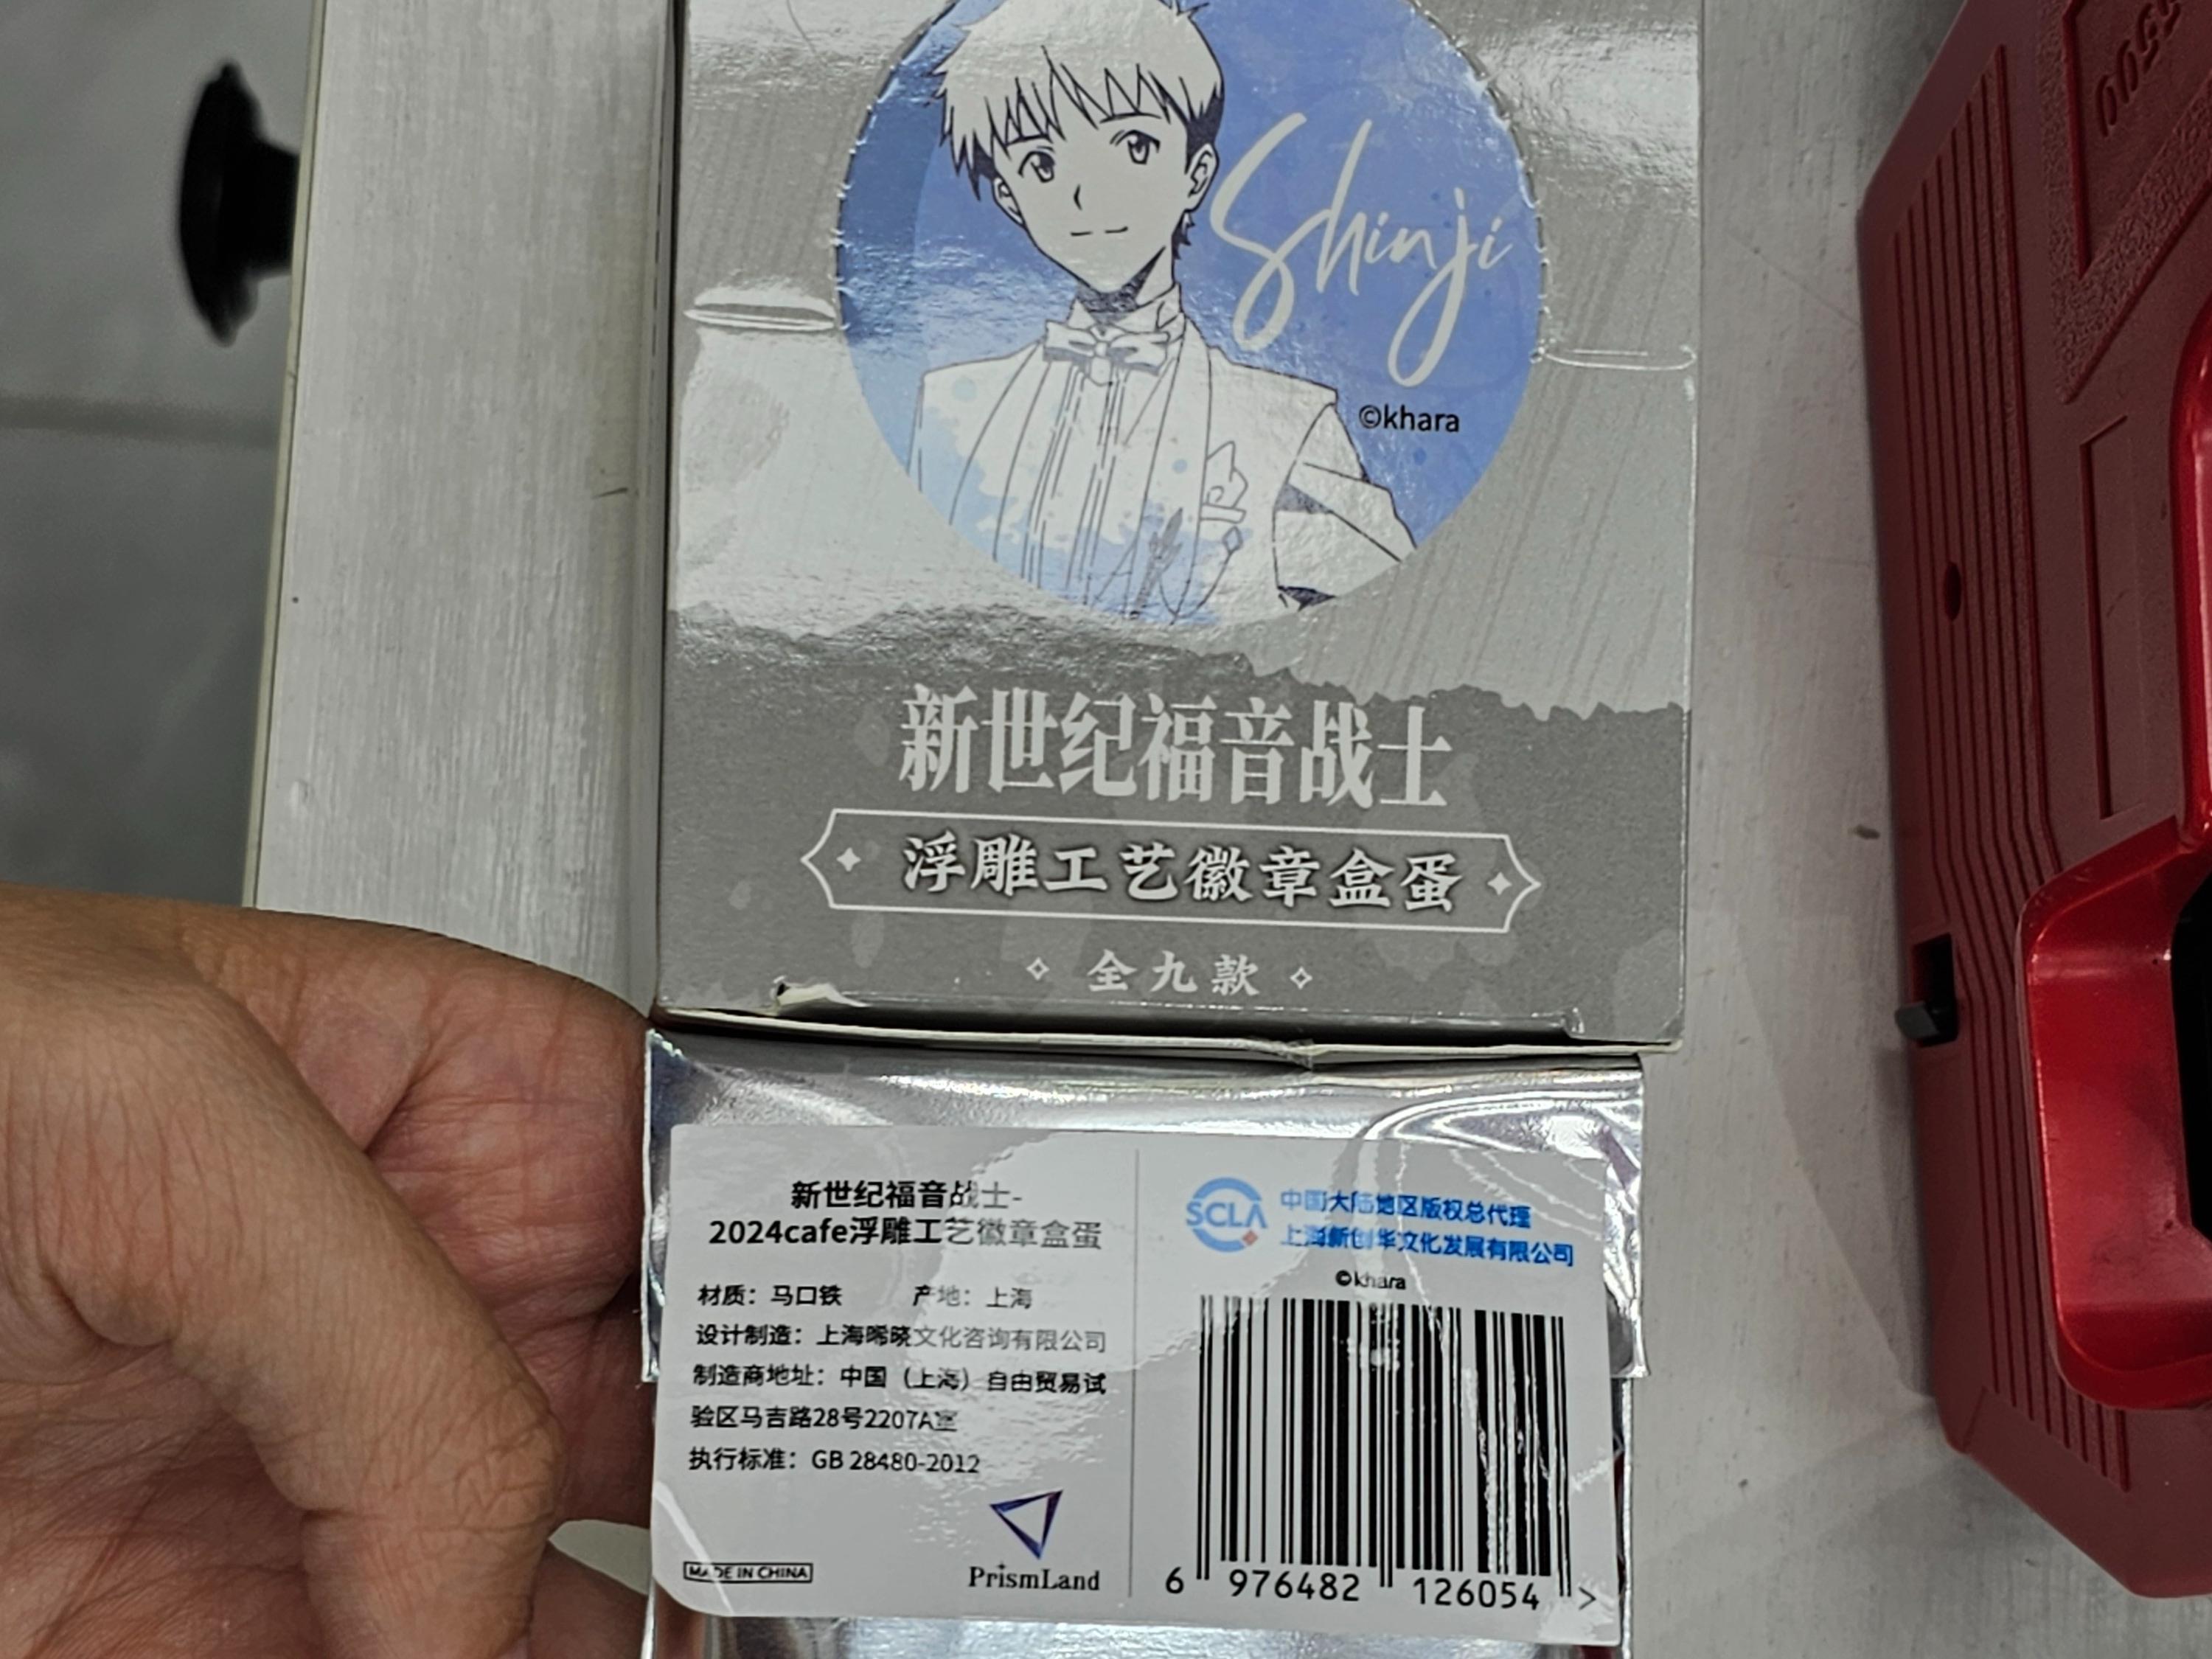 Shinji
©khara
新世纪福音战士
浮雕工艺徽章盒蛋
全九款
新世纪福音战士-
2024cafe浮雕工艺徽章盒蛋
材质：马口铁 产地：上海
设计制造：上海晞晓文化咨询有限公司
制造商地址：中国（上海）自由贸易试
验区马吉路28号2207A室
执行标准：GB 28480-2012
MADE IN CHINA
PrismLand
SCLA
中国大陆地区版权总代理
上海新创华文化发展有限公司
©khara
6 976482 126054 >